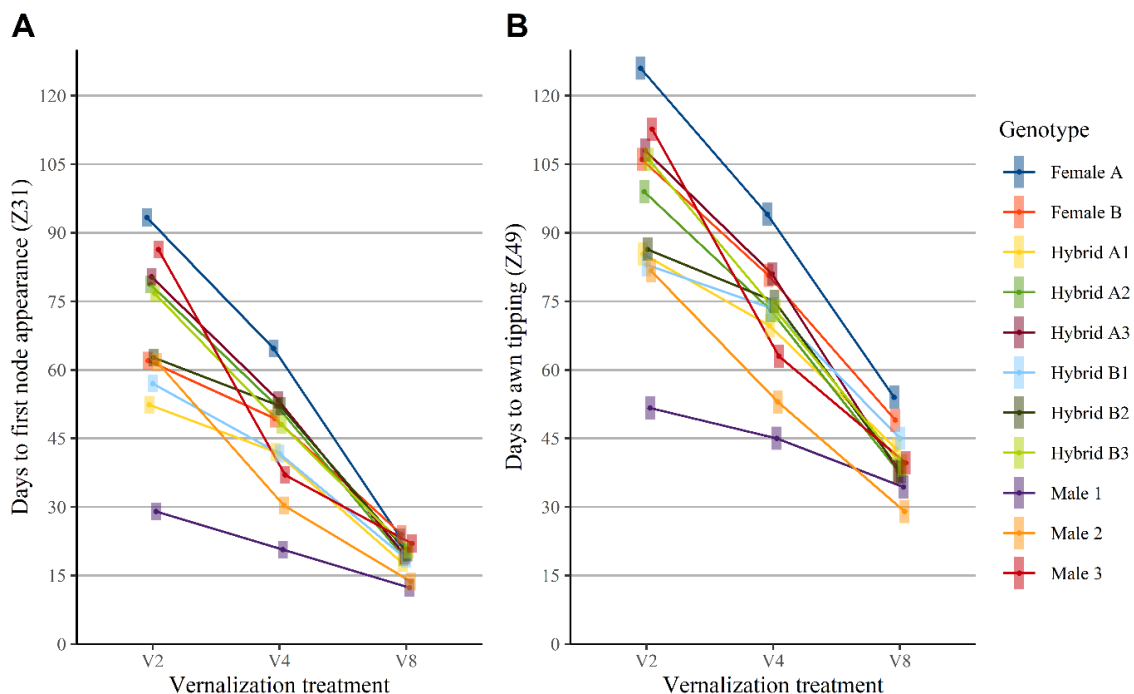 A
Days to first node appearance (Z31)
120
105
90
75
60
45
30
15
0
V2 V4 V8
Vernalization treatment
B
Days to awn tipping (Z49)
120
105
90
75
60
45
30
15
0
V2 V4 V8
Vernalization treatment
Genotype
Female A
Female B
Hybrid A1
Hybrid A2
Hybrid A3
Hybrid B1
Hybrid B2
Hybrid B3
Male 1
Male 2
Male 3